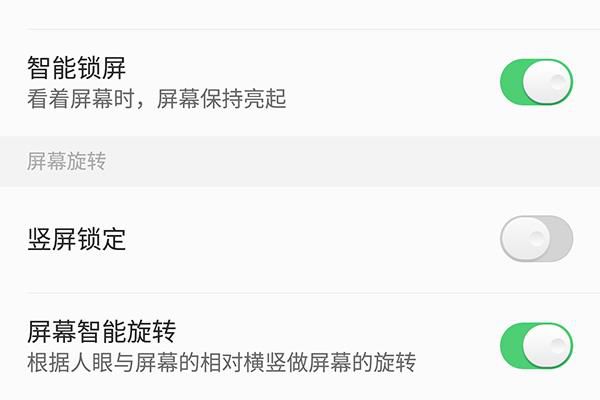 智能锁屏
看着屏幕时，屏幕保持亮起
屏幕旋转
竖屏锁定
屏幕智能旋转
根据人眼与屏幕的相对横竖做屏幕的旋转